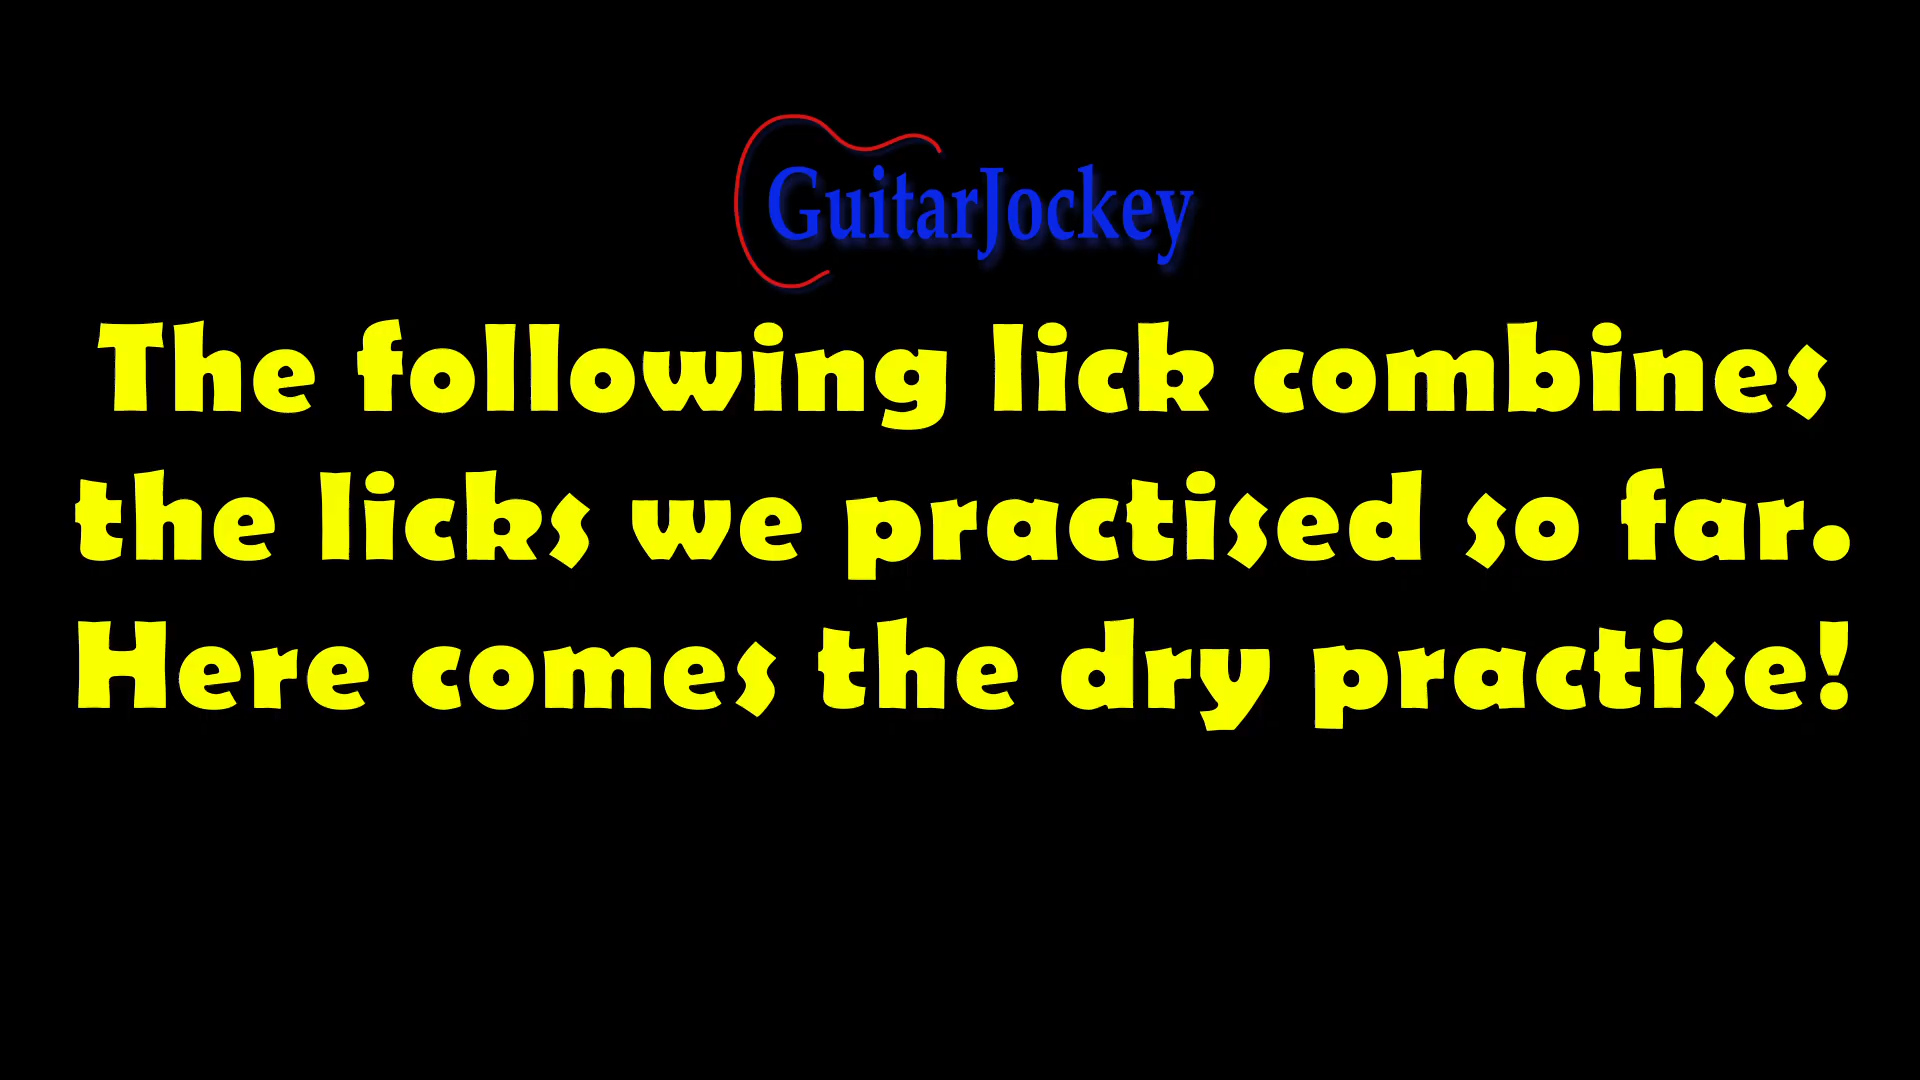 GuitarJockey
The following lick combines
the licks we practised so far.
Here comes the dry practise!